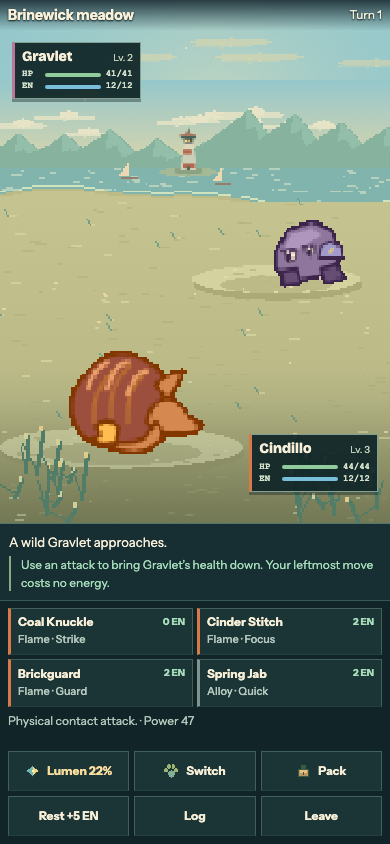 Brinewick meadow
Turn 1
Gravlet Lv. 2
HP 41/41
EN 12/12
Cindillo Lv. 3
HP 44/44
EN 12/12
A wild Gravlet approaches.
Use an attack to bring Gravlet's health down. Your leftmost move
costs no energy.
Coal Knuckle 0 EN
Flame · Strike
Cinder Stitch 2 EN
Flame · Focus
Brickguard 2 EN
Flame · Guard
Spring Jab 2 EN
Alloy · Quick
Physical contact attack. · Power 47
Lumen 22%
Switch
Pack
Rest +5 EN
Log
Leave